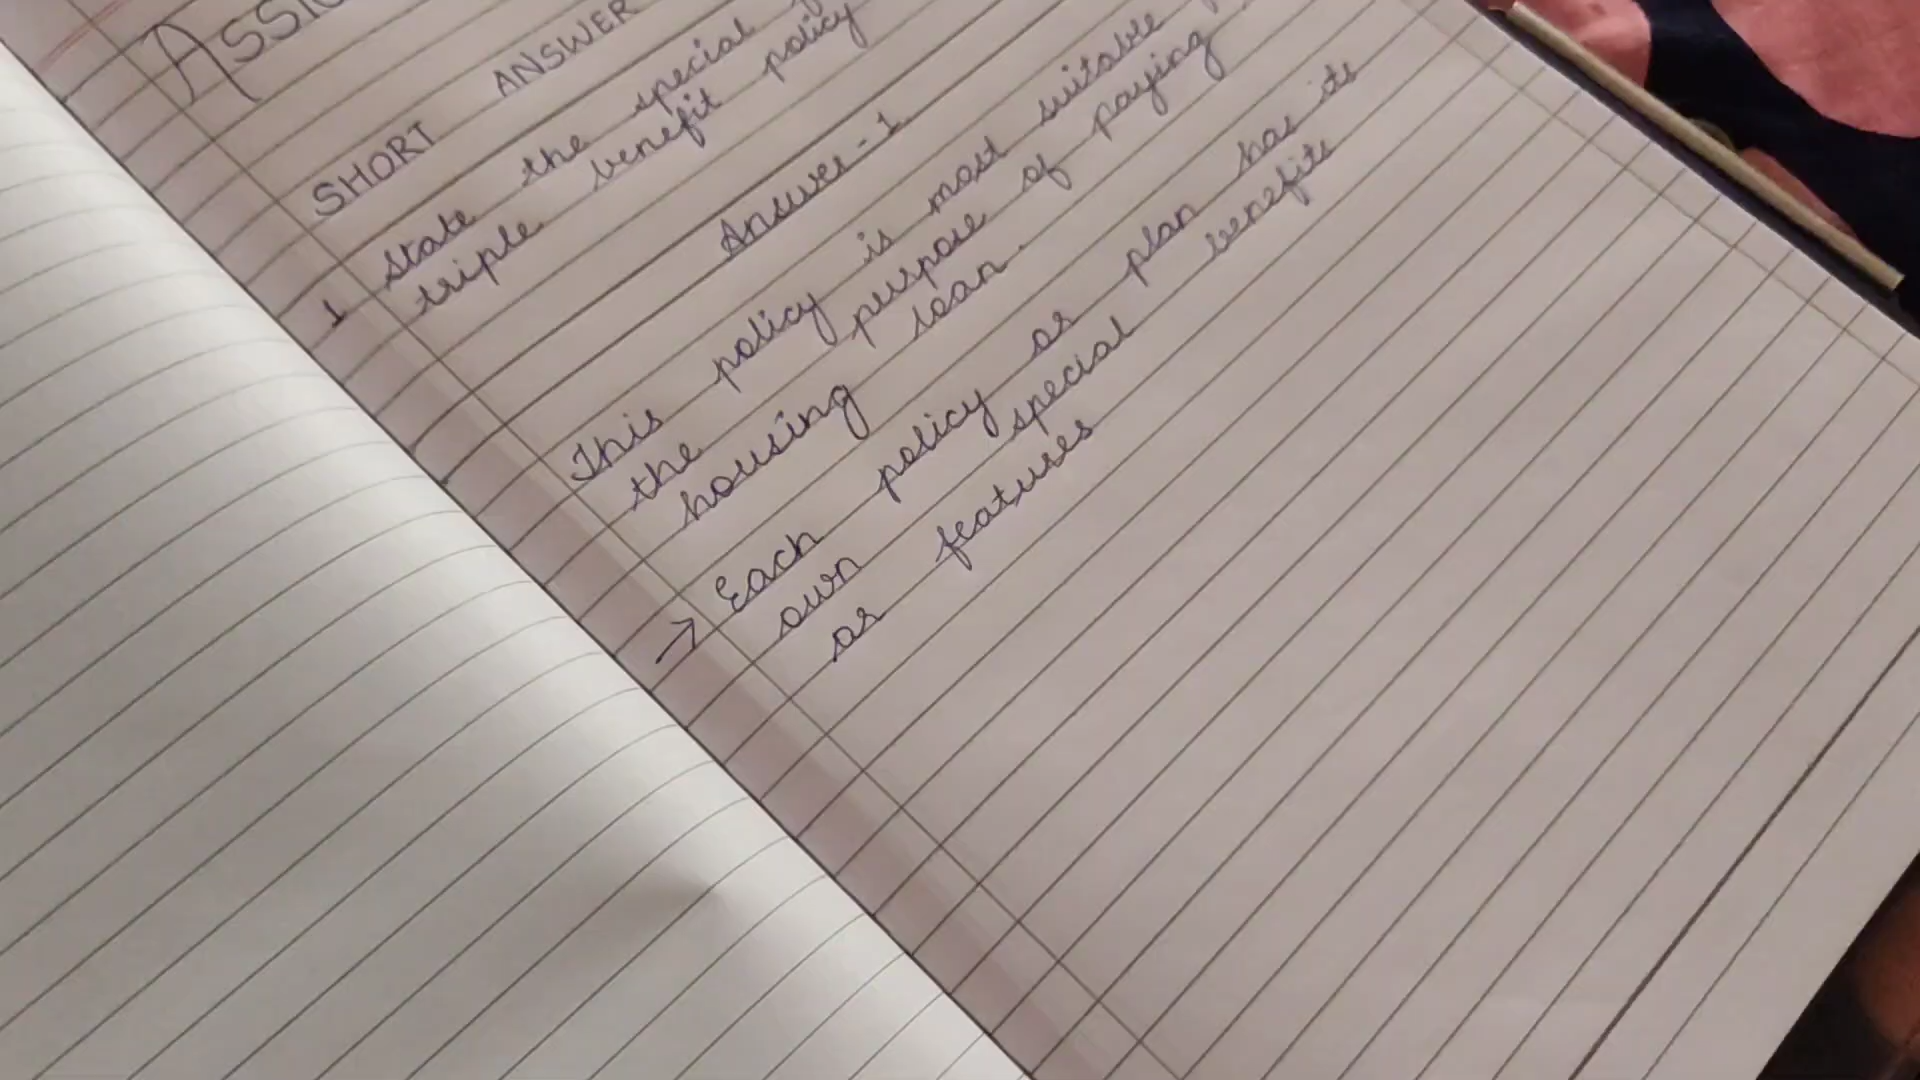 ASSIG
SHORT ANSWER
1 State the special
triple benefit policy
Answer - 1
This policy is most suitable
the purpose of paying
housing loan.
→ Each policy or plan has its
own special benefits
or features